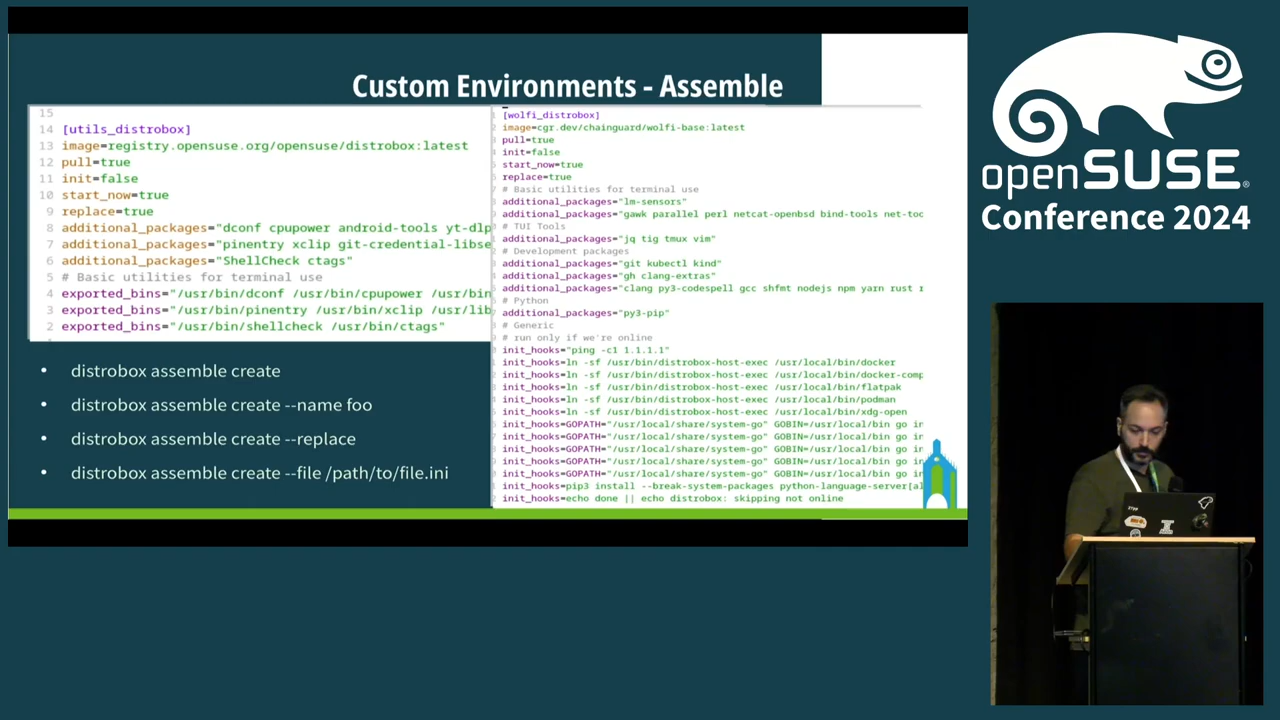 Custom Environments - Assemble
15
14 [utils_distrobox]
13 image=registry.opensuse.org/opensuse/distrobox:latest
12 pull=true
11 init=false
10 start_now=true
9 replace=true
8 additional_packages="dconf cpupower android-tools yt-dlp
7 additional_packages="pinentry xclip git-credential-libse
6 additional_packages="ShellCheck ctags"
5 # Basic utilities for terminal use
4 exported_bins="/usr/bin/dconf /usr/bin/cpupower /usr/bin
3 exported_bins="/usr/bin/pinentry /usr/bin/xclip /usr/lib
2 exported_bins="/usr/bin/shellcheck /usr/bin/ctags"
• distrobox assemble create
• distrobox assemble create --name foo
• distrobox assemble create --replace
• distrobox assemble create --file /path/to/file.ini
[wolfi_distrobox]
image=cgr.dev/chainguard/wolfi-base:latest
pull=true
init=false
start_now=true
replace=true
# Basic utilities for terminal use
additional_packages="lm-sensors"
additional_packages="gawk parallel perl netcat-openbsd bind-tools net-too
# TUI Tools
additional_packages="jq tig tmux vim"
# Development packages
additional_packages="git kubectl kind"
additional_packages="gh clang-extras"
additional_packages="clang py3-codespell gcc shfmt nodejs npm yarn rust r
# Python
additional_packages="py3-pip"
# Generic
# run only if we're online
init_hooks="ping -c1 1.1.1.1"
init_hooks=ln -sf /usr/bin/distrobox-host-exec /usr/local/bin/docker
init_hooks=ln -sf /usr/bin/distrobox-host-exec /usr/local/bin/docker-comp
init_hooks=ln -sf /usr/bin/distrobox-host-exec /usr/local/bin/flatpak
init_hooks=ln -sf /usr/bin/distrobox-host-exec /usr/local/bin/podman
init_hooks=ln -sf /usr/bin/distrobox-host-exec /usr/local/bin/xdg-open
init_hooks=GOPATH="/usr/local/share/system-go" GOBIN=/usr/local/bin go in
init_hooks=GOPATH="/usr/local/share/system-go" GOBIN=/usr/local/bin go in
init_hooks=GOPATH="/usr/local/share/system-go" GOBIN=/usr/local/bin go in
init_hooks=GOPATH="/usr/local/share/system-go" GOBIN=/usr/local/bin go in
init_hooks=GOPATH="/usr/local/share/system-go" GOBIN=/usr/local/bin go in
init_hooks=pip3 install --break-system-packages python-language-server[al
init_hooks=echo done || echo distrobox: skipping not online
openSUSE
Conference 2024